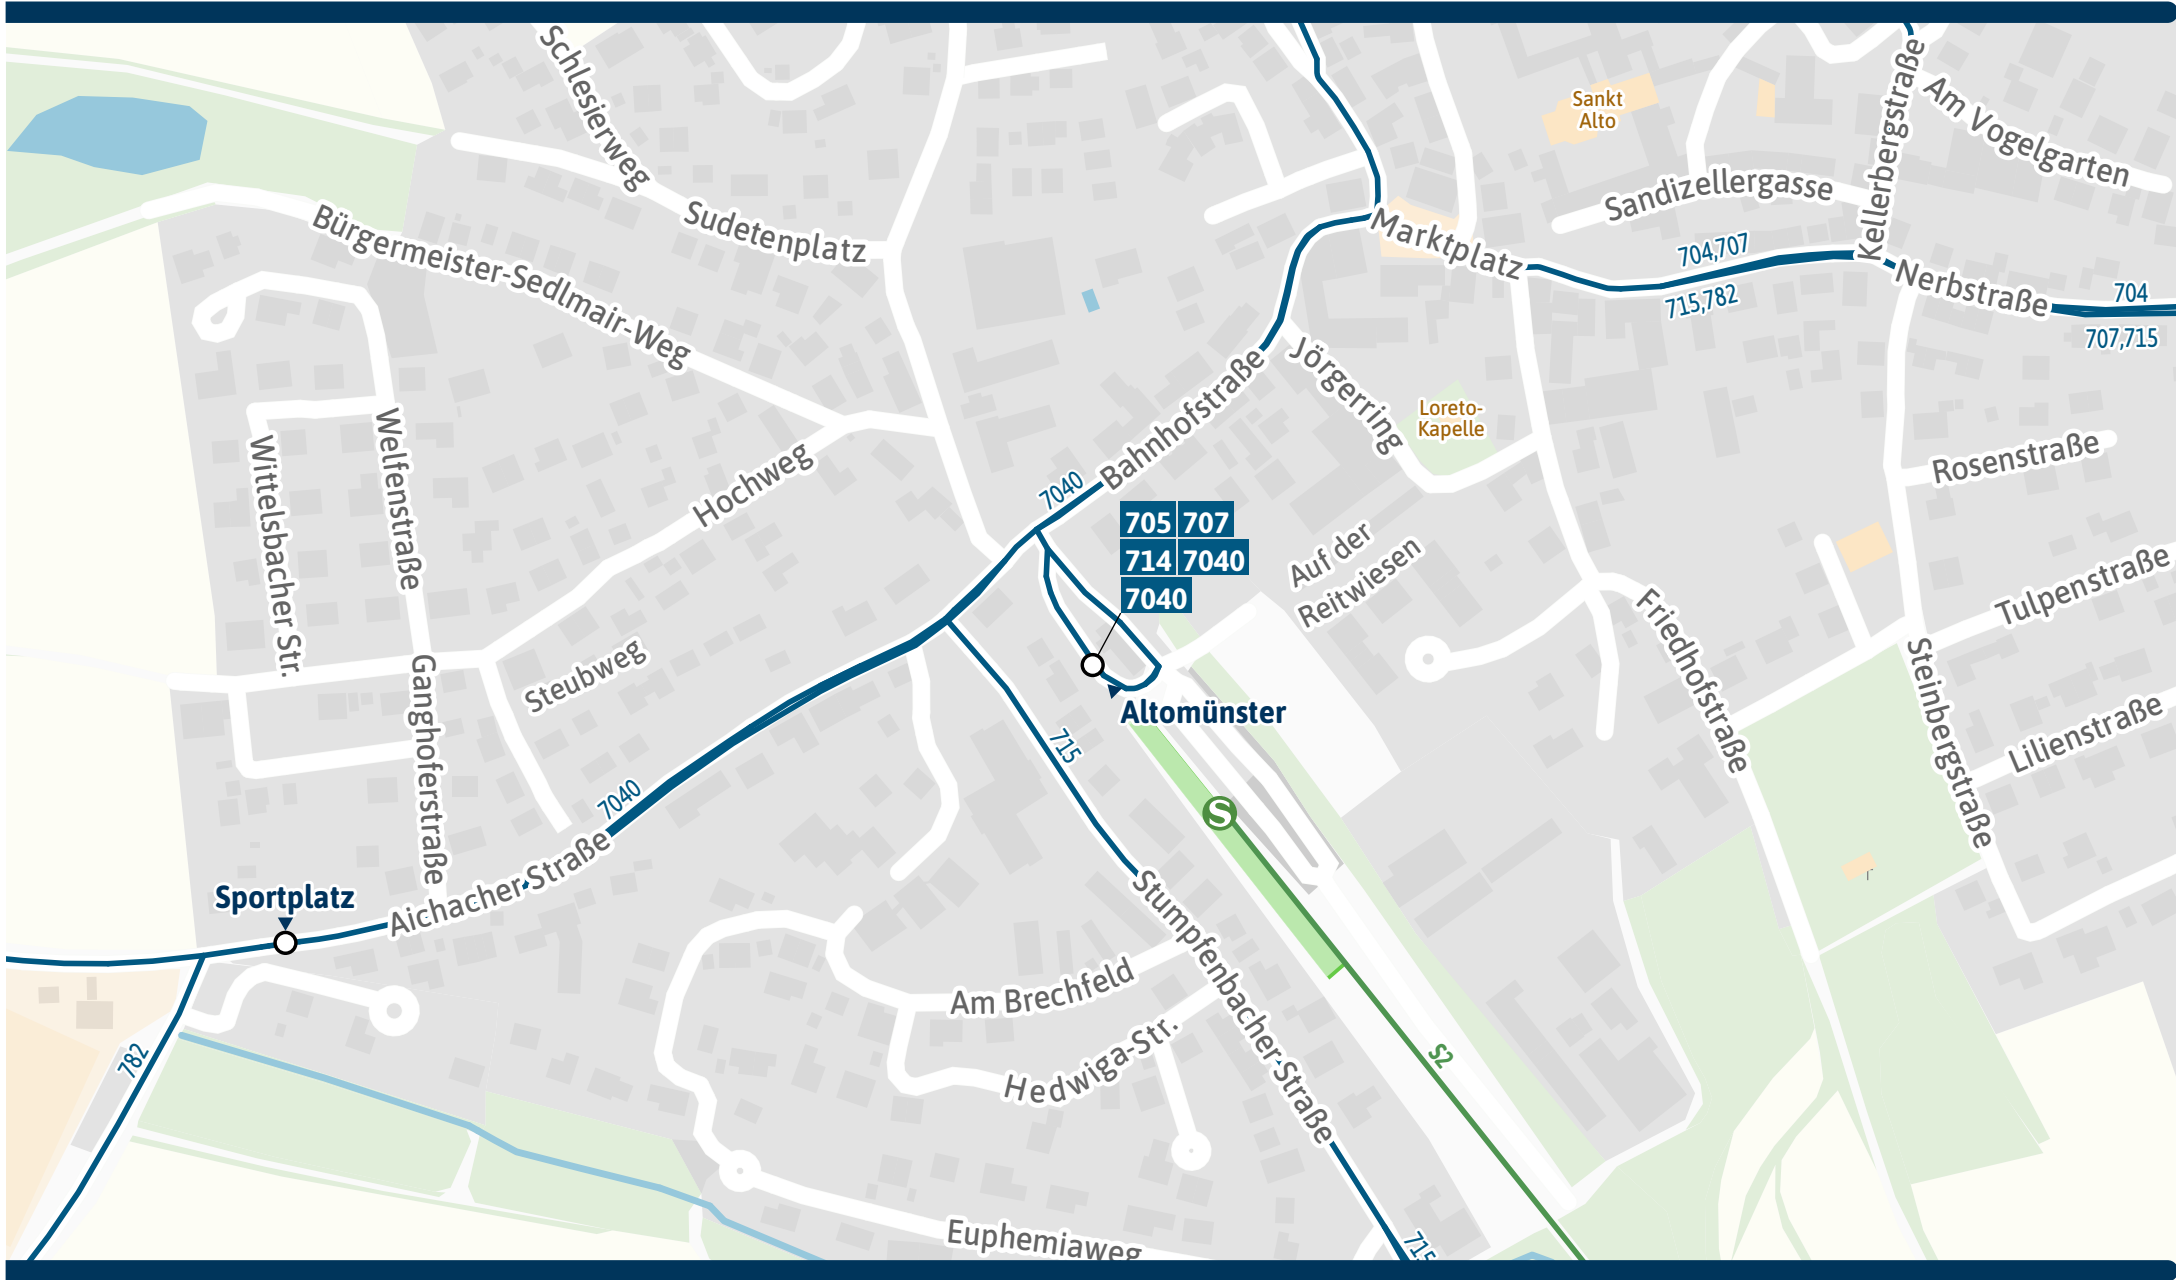 Schlesierweg
Sankt
Alto
Kellerbergstraße
Am Vogelgarten
Sandizellergasse
Sudetenplatz
Bürgermeister-Sedlmair-Weg
Marktplatz
704,707
715,782
Nerbstraße
704
707,715
Jörgerring
Bahnhofstraße
Loreto-
Kapelle
Welfenstraße
Wittelsbacher Str.
Hochweg
Rosenstraße
7040
705 707
714 7040
7040
Auf der
Reitwiesen
Tulpenstraße
Friedhofstraße
Steubweg
Ganghoferstraße
Steinbergstraße
Lilienstraße
Altomünster
715
7040
S
Aichacher Straße
Sportplatz
Stumpfenbacher Straße
Am Brechfeld
Hedwiga-Str.
S2
782
Euphemiaweg
715